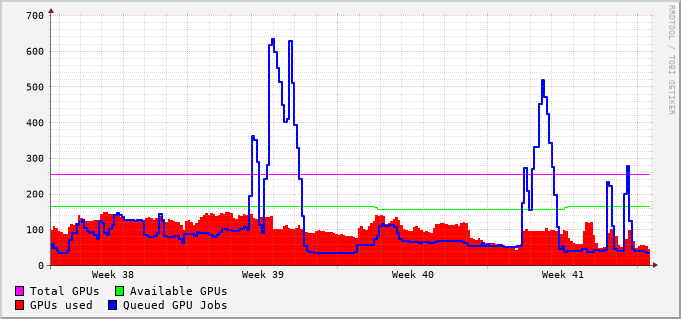 700
600
500
400
300
200
100
0
Week 38 Week 39 Week 40 Week 41
Total GPUs Available GPUs
GPUs used Queued GPU Jobs
RRDTOOL / TOBI OETIKER